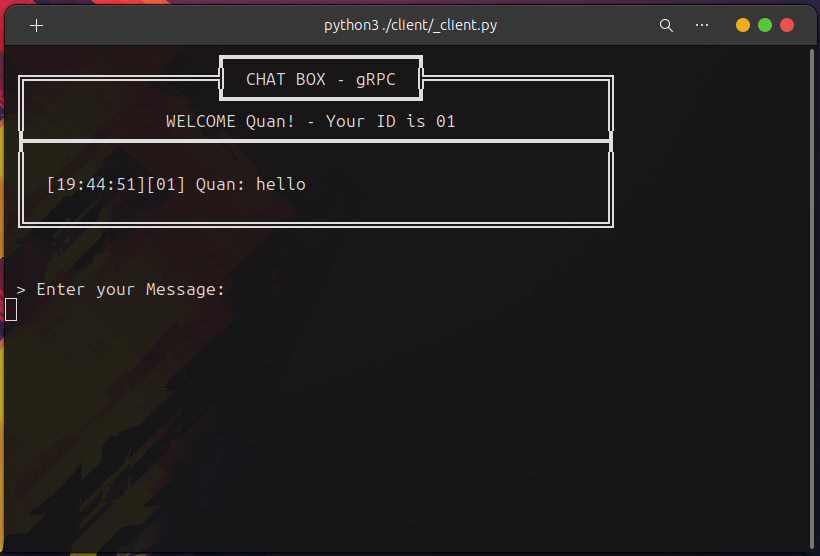 python3 ./client/_client.py
CHAT BOX - gRPC
WELCOME Quan! - Your ID is 01
[19:44:51][01] Quan: hello
> Enter your Message: